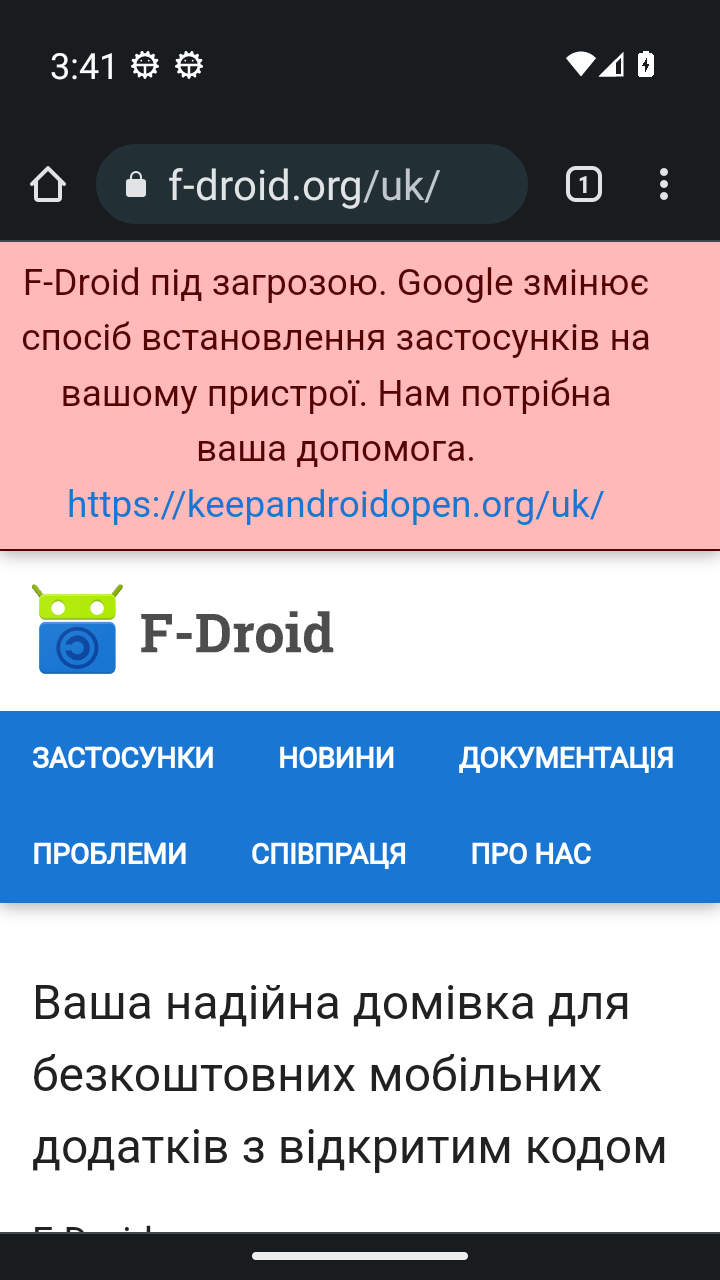 3:41
f-droid.org/uk/
1
F-Droid під загрозою. Google змінює
спосіб встановлення застосунків на
вашому пристрої. Нам потрібна
ваша допомога.
https://keepandroidopen.org/uk/
F-Droid
ЗАСТОСУНКИ НОВИНИ ДОКУМЕНТАЦІЯ
ПРОБЛЕМИ СПІВПРАЦЯ ПРО НАС
Ваша надійна домівка для
безкоштовних мобільних
додатків з відкритим кодом